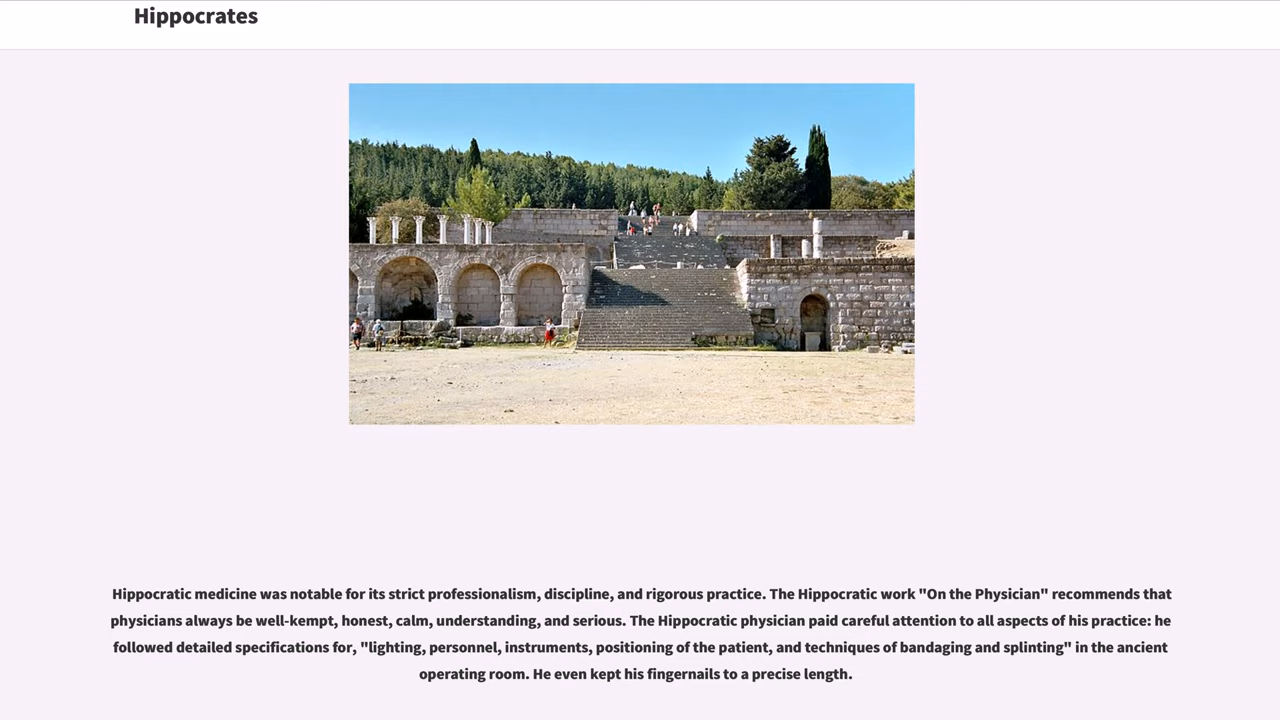 Hippocrates
Hippocratic medicine was notable for its strict professionalism, discipline, and rigorous practice. The Hippocratic work "On the Physician" recommends that
physicians always be well-kempt, honest, calm, understanding, and serious. The Hippocratic physician paid careful attention to all aspects of his practice: he
followed detailed specifications for, "lighting, personnel, instruments, positioning of the patient, and techniques of bandaging and splinting" in the ancient
operating room. He even kept his fingernails to a precise length.